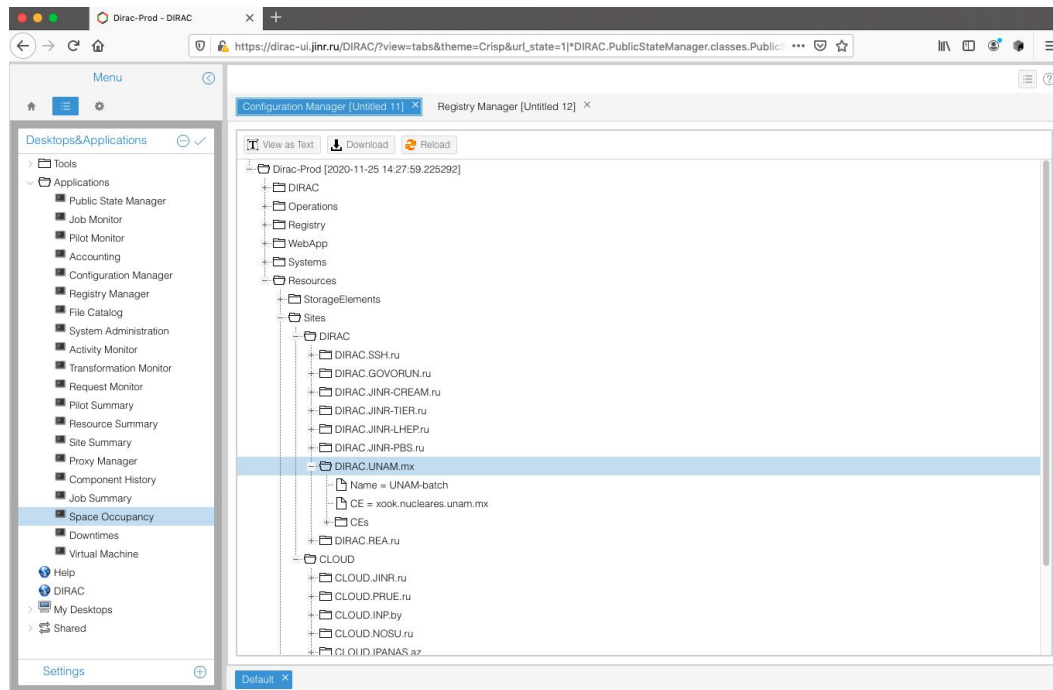 Dirac-Prod - DIRAC
https://dirac-ui.jinr.ru/DIRAC/?view=tabs&theme=Crisp&url_state=1|*DIRAC.PublicStateManager.classes.Public
Menu
Configuration Manager [Untitled 11]
Registry Manager [Untitled 12]
Desktops&Applications
Tools
Applications
Public State Manager
Job Monitor
Pilot Monitor
Accounting
Configuration Manager
Registry Manager
File Catalog
System Administration
Activity Monitor
Transformation Monitor
Request Monitor
Pilot Summary
Resource Summary
Site Summary
Proxy Manager
Component History
Job Summary
Space Occupancy
Downtimes
Virtual Machine
Help
DIRAC
My Desktops
Shared
Settings
View as Text
Download
Reload
Dirac-Prod [2020-11-25 14:27:59.225292]
DIRAC
Operations
Registry
WebApp
Systems
Resources
StorageElements
Sites
DIRAC
DIRAC.SSH.ru
DIRAC.GOVORUN.ru
DIRAC.JINR-CREAM.ru
DIRAC.JINR-TIER.ru
DIRAC.JINR-LHEP.ru
DIRAC.JINR-PBS.ru
DIRAC.UNAM.mx
Name = UNAM-batch
CE = xook.nucleares.unam.mx
CEs
DIRAC.REA.ru
CLOUD
CLOUD.JINR.ru
CLOUD.PRUE.ru
CLOUD.INP.by
CLOUD.NOSU.ru
CLOUD.IPANAS.az
Default